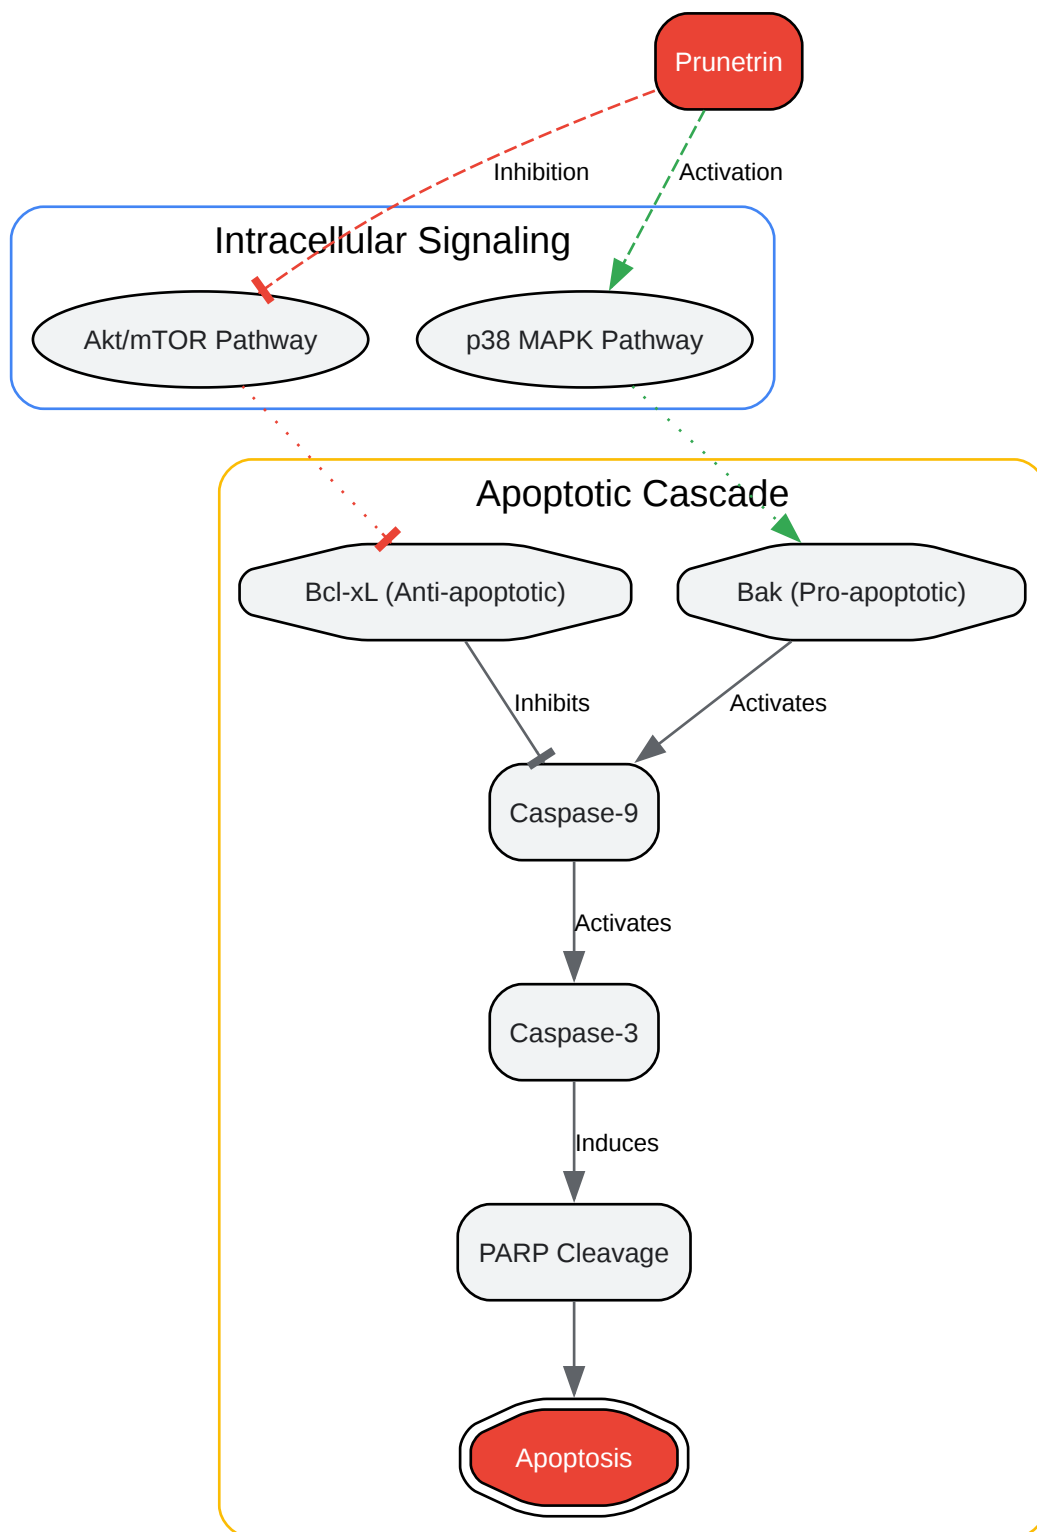 Prunetrin
Inhibition
Activation
Intracellular Signaling
Akt/mTOR Pathway
p38 MAPK Pathway
Apoptotic Cascade
Bcl-xL (Anti-apoptotic)
Bak (Pro-apoptotic)
Inhibits
Activates
Caspase-9
Activates
Caspase-3
Induces
PARP Cleavage
Apoptosis